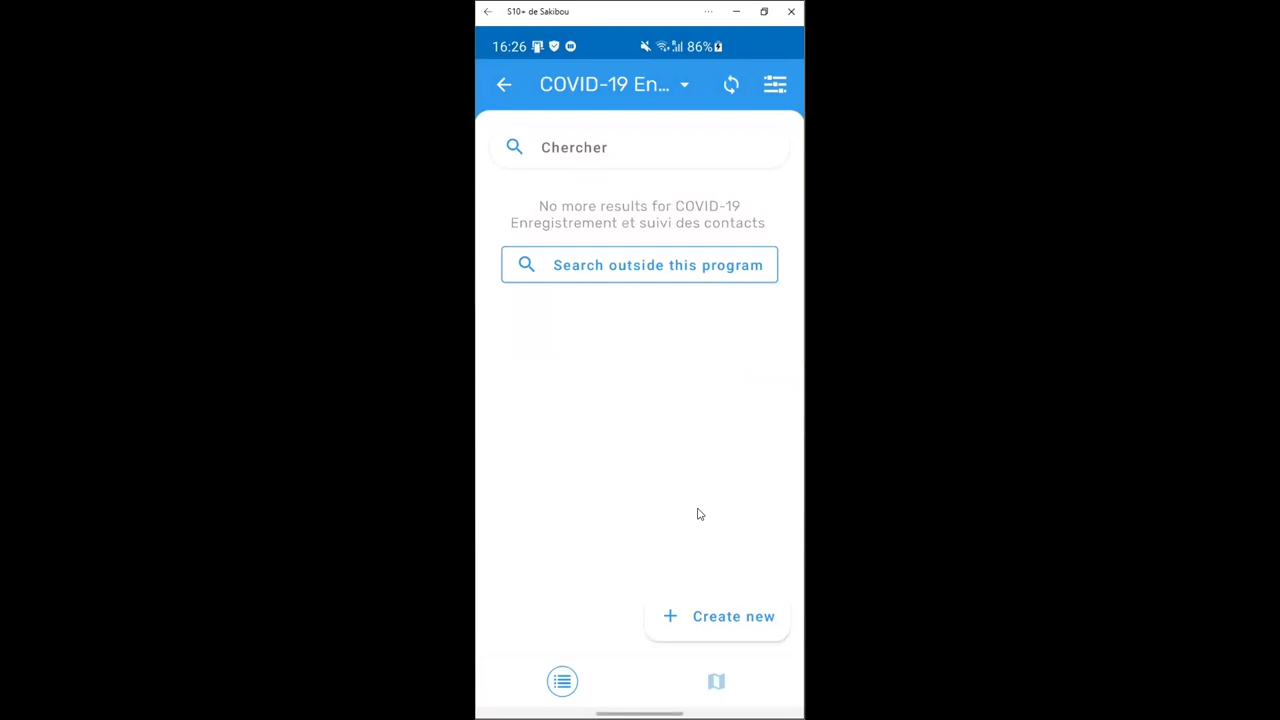 S10+ de Sakibou
16:26
86%
COVID-19 En...
Chercher
No more results for COVID-19
Enregistrement et suivi des contacts
Search outside this program
Create new